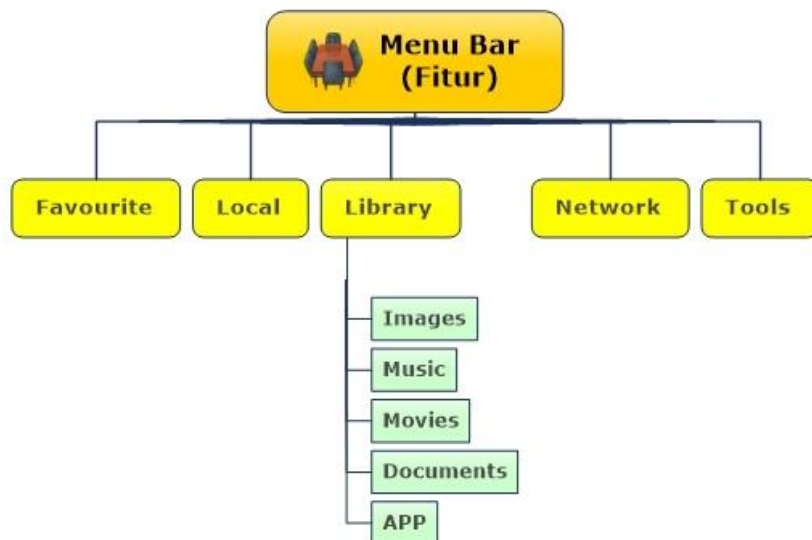 Menu Bar
(Fitur)
Favourite
Local
Library
Network
Tools
Images
Music
Movies
Documents
APP